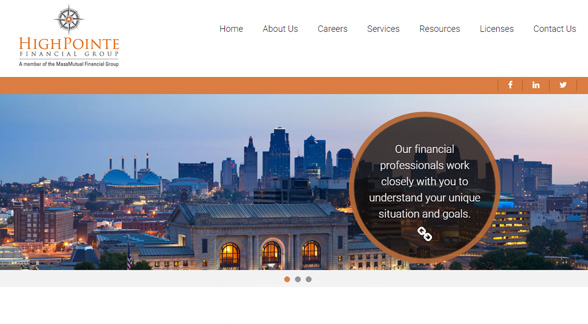 HIGHPOINTE
FINANCIAL GROUP
A member of the MassMutual Financial Group
Home About Us Careers Services Resources Licenses Contact Us
Our financial
professionals work
closely with you to
understand your unique
situation and goals.